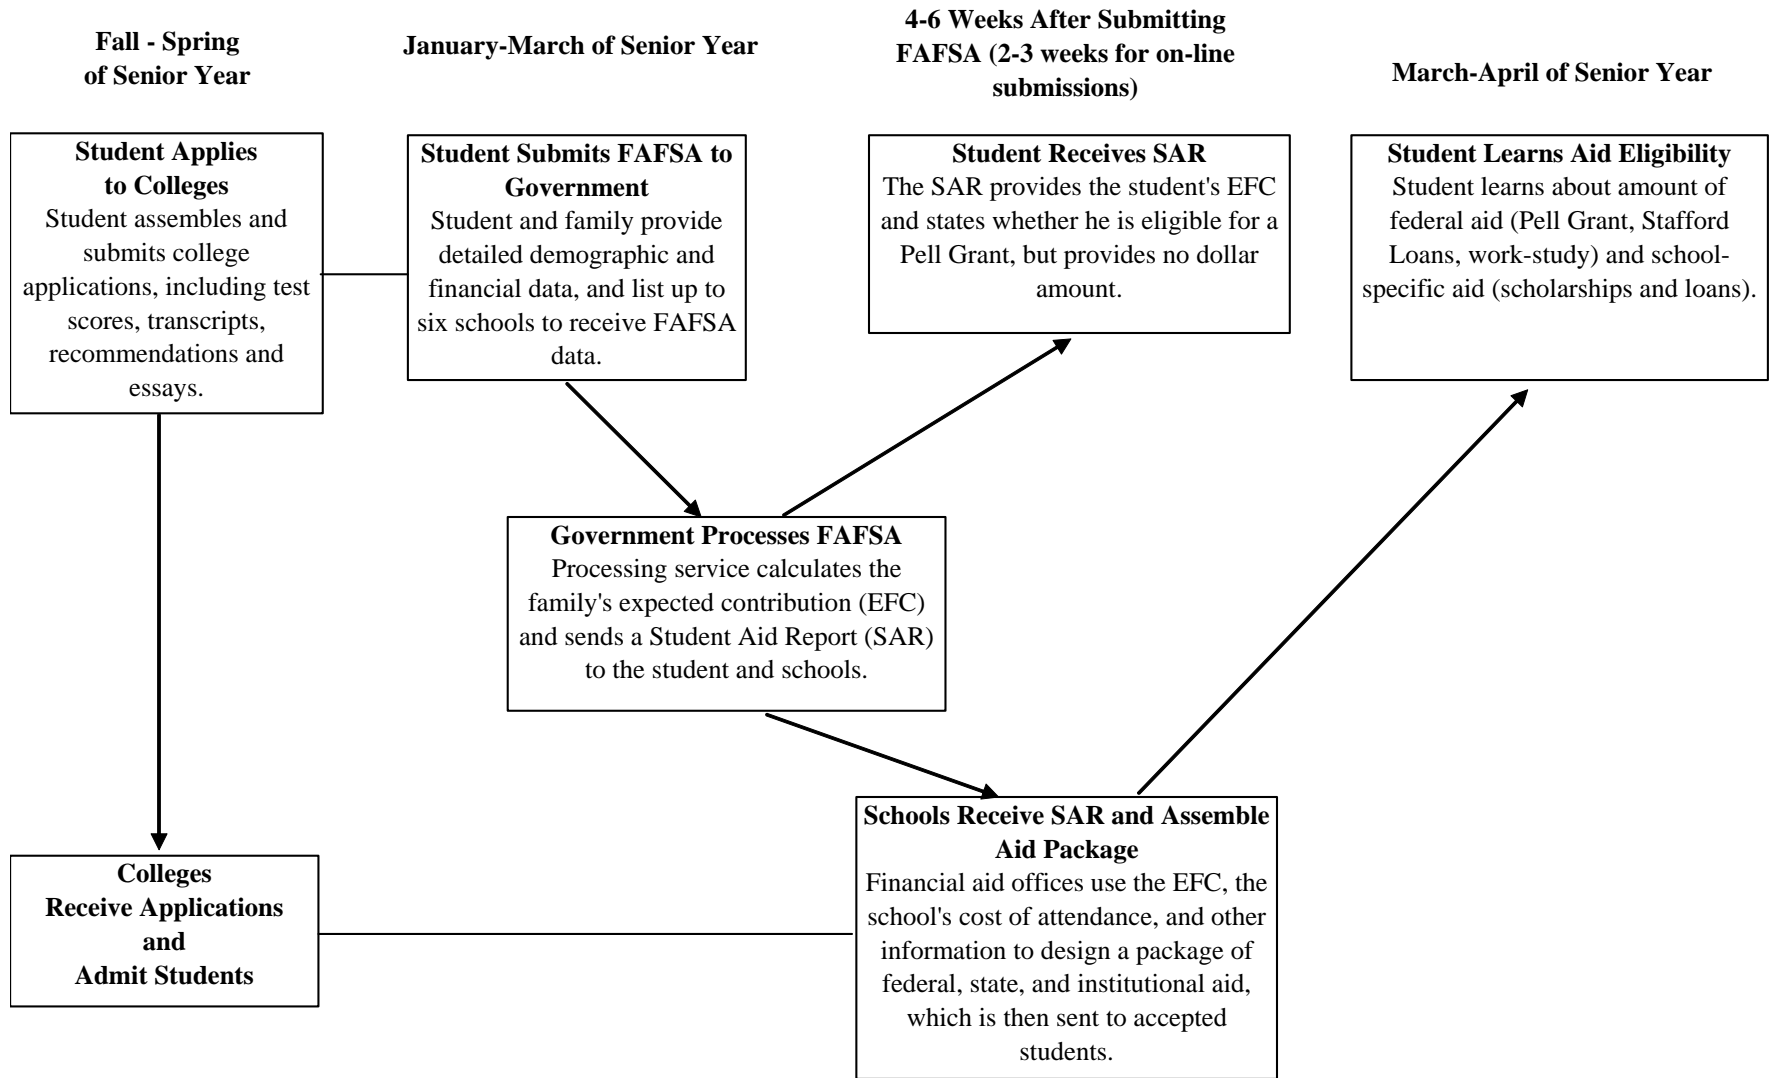 Fall - Spring
of Senior Year
January-March of Senior Year
4-6 Weeks After Submitting
FAFSA (2-3 weeks for on-line
submissions)
March-April of Senior Year
Student Applies
to Colleges
Student assembles and
submits college
applications, including test
scores, transcripts,
recommendations and
essays.
Student Submits FAFSA to
Government
Student and family provide
detailed demographic and
financial data, and list up to
six schools to receive FAFSA
data.
Student Receives SAR
The SAR provides the student's EFC
and states whether he is eligible for a
Pell Grant, but provides no dollar
amount.
Student Learns Aid Eligibility
Student learns about amount of
federal aid (Pell Grant, Stafford
Loans, work-study) and school-
specific aid (scholarships and loans).
Government Processes FAFSA
Processing service calculates the
family's expected contribution (EFC)
and sends a Student Aid Report (SAR)
to the student and schools.
Colleges
Receive Applications
and
Admit Students
Schools Receive SAR and Assemble
Aid Package
Financial aid offices use the EFC, the
school's cost of attendance, and other
information to design a package of
federal, state, and institutional aid,
which is then sent to accepted
students.